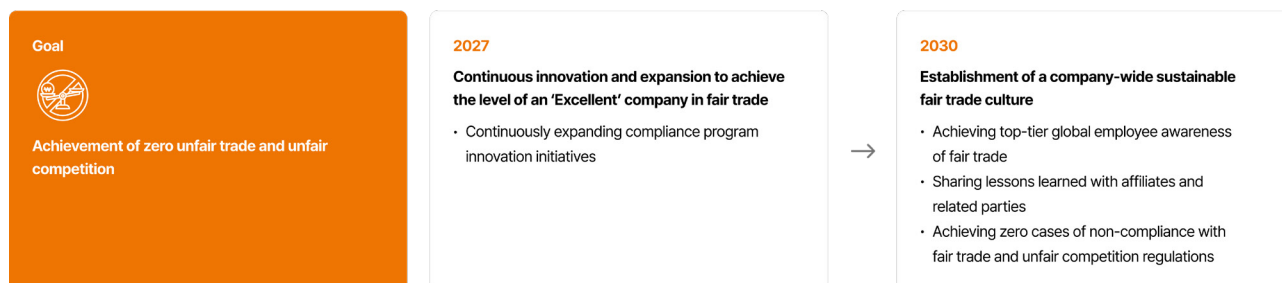 Goal
Achievement of zero unfair trade and unfair
competition
2027
Continuous innovation and expansion to achieve
the level of an ‘Excellent’ company in fair trade
• Continuously expanding compliance program
innovation initiatives
2030
Establishment of a company-wide sustainable
fair trade culture
• Achieving top-tier global employee awareness
of fair trade
• Sharing lessons learned with affiliates and
related parties
• Achieving zero cases of non-compliance with
fair trade and unfair competition regulations